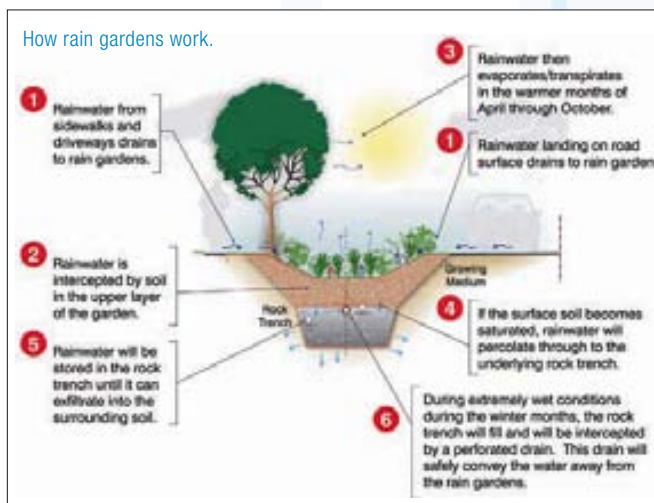 How rain gardens work.
1
Rainwater from
sidewalks and
driveways drains
to rain gardens.
3
Rainwater then
evaporates/transpirates
in the warmer months of
April through October.
1
Rainwater landing on road
surface drains to rain garden
2
Rainwater is
intercepted by soil
in the upper layer
of the garden.
Growing
Medium
Rock
Trench
4
If the surface soil becomes
saturated, rainwater will
percolate through to the
underlying rock trench.
5
Rainwater will be
stored in the rock
trench until it can
exfiltrate into the
surrounding soil.
6
During extremely wet conditions
during the winter months, the rock
trench will fill and will be intercepted
by a perforated drain. This drain will
safely convey the water away from
the rain gardens.